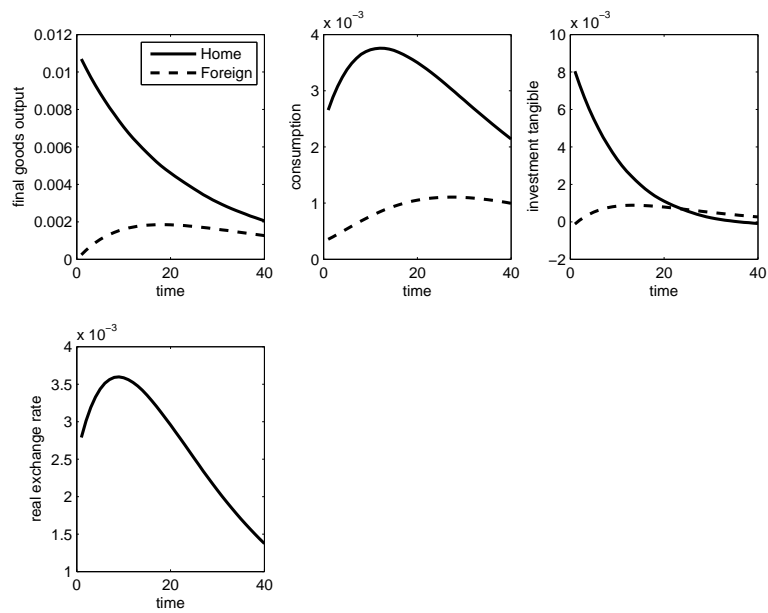 0.012
0.01
0.008
0.006
0.004
0.002
0
final goods output
0
20
40
time
Home
Foreign
x 10−3
4
3
2
1
0
consumption
0
20
40
time
x 10−3
10
8
6
4
2
0
−2
investment tangible
0
20
40
time
x 10−3
4
3.5
3
2.5
2
1.5
1
real exchange rate
0
20
40
time